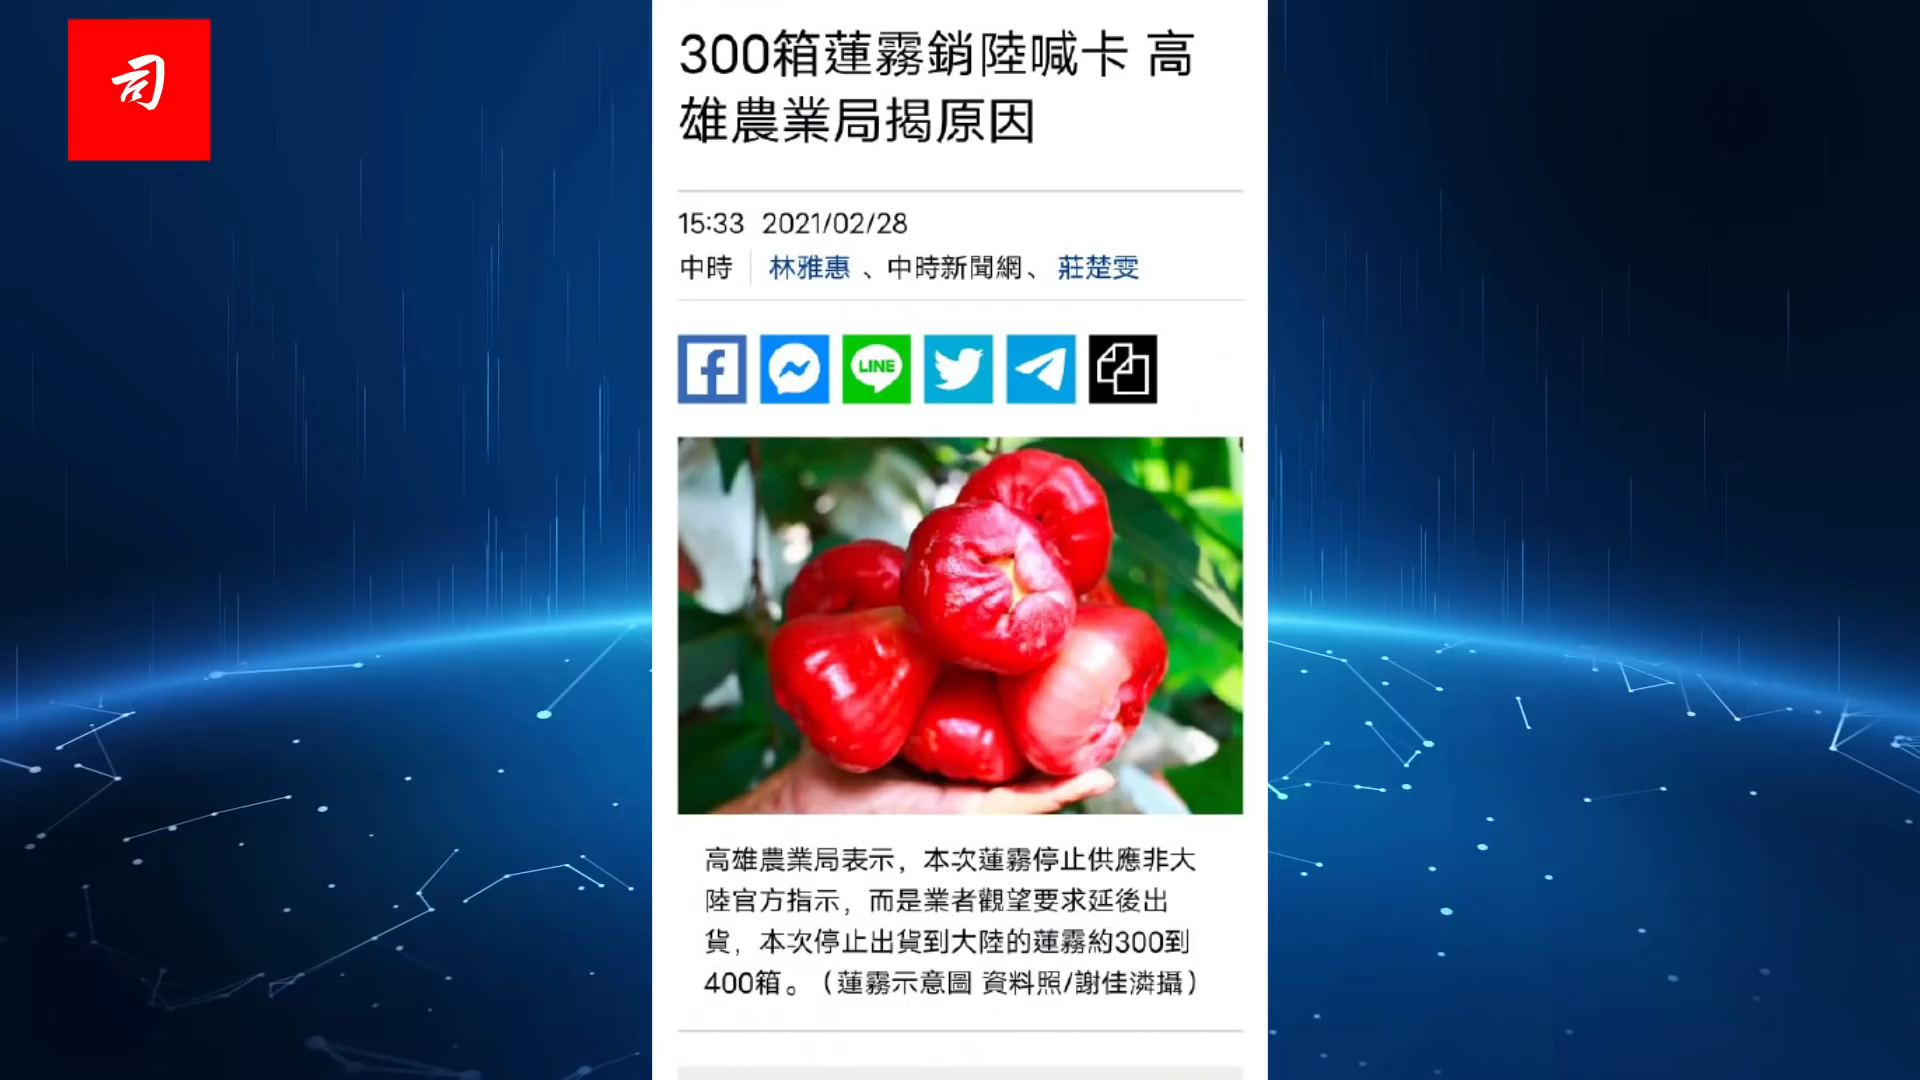 司
300箱蓮霧銷陸喊卡 高
雄農業局揭原因
15:33 2021/02/28
中時 林雅惠 、中時新聞網、 莊楚雯
LINE
高雄農業局表示，本次蓮霧停止供應非大
陸官方指示，而是業者觀望要求延後出
貨，本次停止出貨到大陸的蓮霧約300到
400箱。（蓮霧示意圖 資料照/謝佳潾攝）